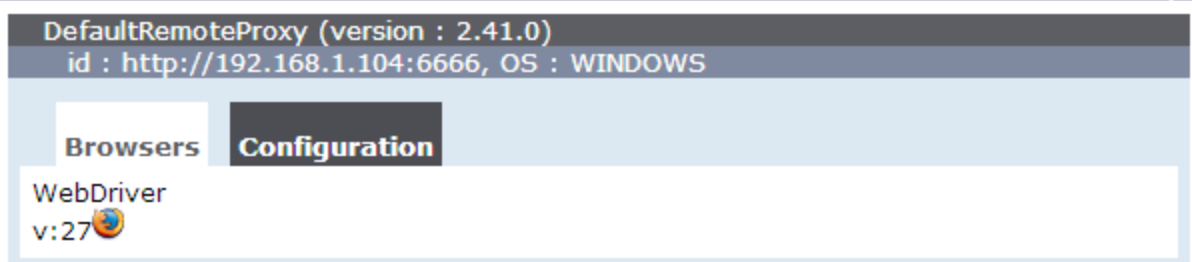 DefaultRemoteProxy (version : 2.41.0)
id : http://192.168.1.104:6666, OS : WINDOWS
Browsers Configuration
WebDriver
v:27